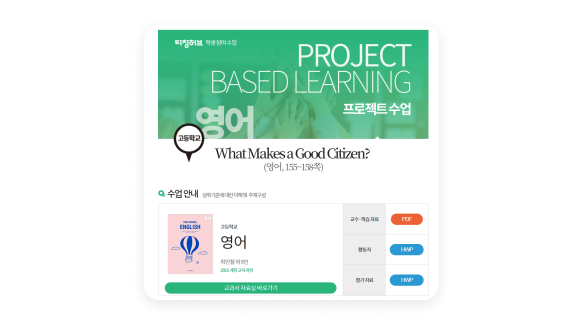 티칭허브 학생 참여 수업
PROJECT
BASED LEARNING
프로젝트 수업
영어
고등학교
What Makes a Good Citizen?
(영어, 155~158쪽)
수업 안내
교수·학습 자료 PDF
ENGLISH
고등학교
영어
활동지 HWP
2015 개정 교육과정
평가 자료 HWP
교과서 자료실 바로가기